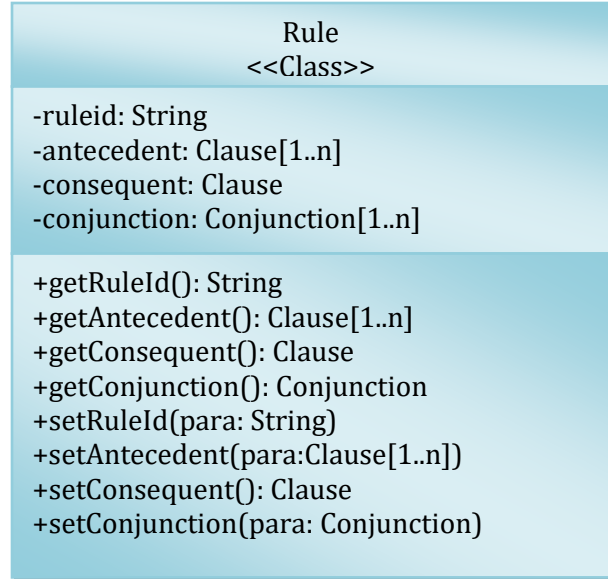 Rule
<<Class>>
-ruleid: String
-antecedent: Clause[1..n]
-consequent: Clause
-conjunction: Conjunction[1..n]
+getRuleId(): String
+getAntecedent(): Clause[1..n]
+getConsequent(): Clause
+getConjunction(): Conjunction
+setRuleId(para: String)
+setAntecedent(para:Clause[1..n])
+setConsequent(): Clause
+setConjunction(para: Conjunction)